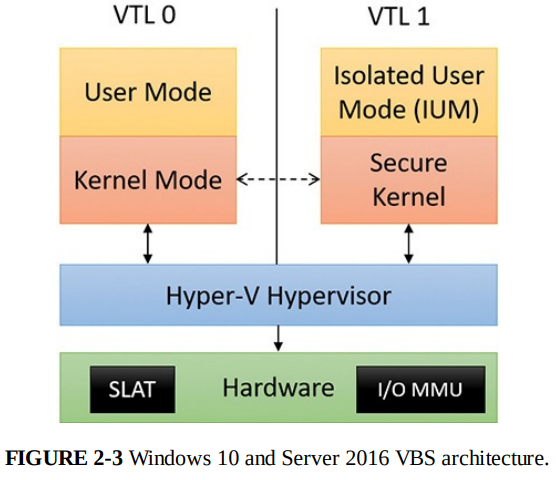 VTL 0
VTL 1
User Mode
Isolated User
Mode (IUM)
Kernel Mode
Secure
Kernel
Hyper-V Hypervisor
SLAT
Hardware
I/O MMU
FIGURE 2-3 Windows 10 and Server 2016 VBS architecture.